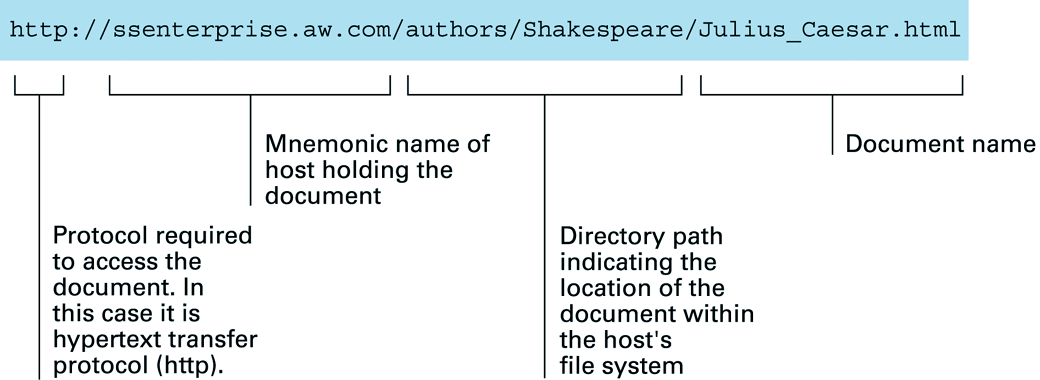 http://ssenterprise.aw.com/authors/Shakespeare/Julius_Caesar.html
Mnemonic name of
host holding the
document
Document name
Protocol required
to access the
document. In
this case it is
hypertext transfer
protocol (http).
Directory path
indicating the
location of the
document within
the host's
file system